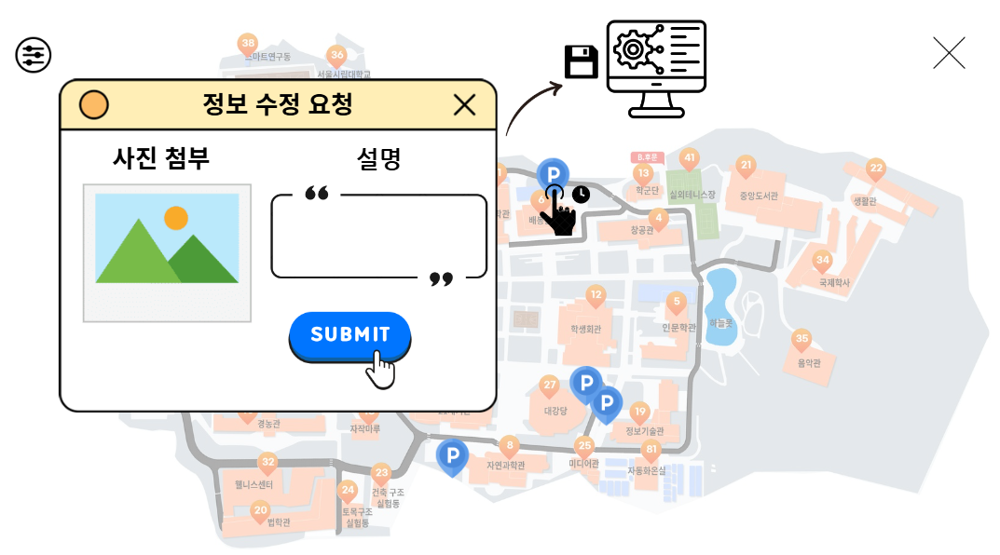 38
스마트연구동
36
서울시립대학교
정보 수정 요청
사진 첨부
설명
SUBMIT
B.후문
41
13
학군단
실외테니스장
21
중앙도서관
22
생활관
P
6
4
창공관
34
국제학사
12
학생회관
5
인문학관
하늘못
35
음악관
P
P
27
대강당
19
정보기술관
경농관
자작마루
P
8
자연과학관
25
미디어관
81
자동화온실
32
웰니스센터
23
건축 구조
실험동
24
토목구조
실험동
20
법학관